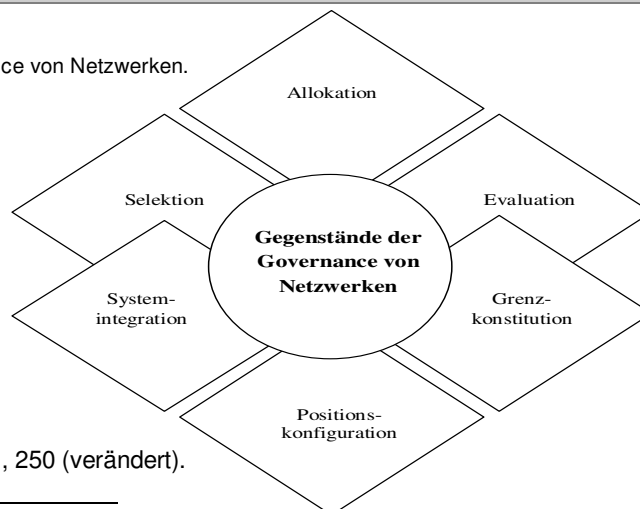 ce von Netzwerken.
Allokation
Selektion
Evaluation
Gegenstände der
Governance von
Netzwerken
System-
integration
Grenz-
konstitution
Positions-
konfiguration
, 250 (verändert).